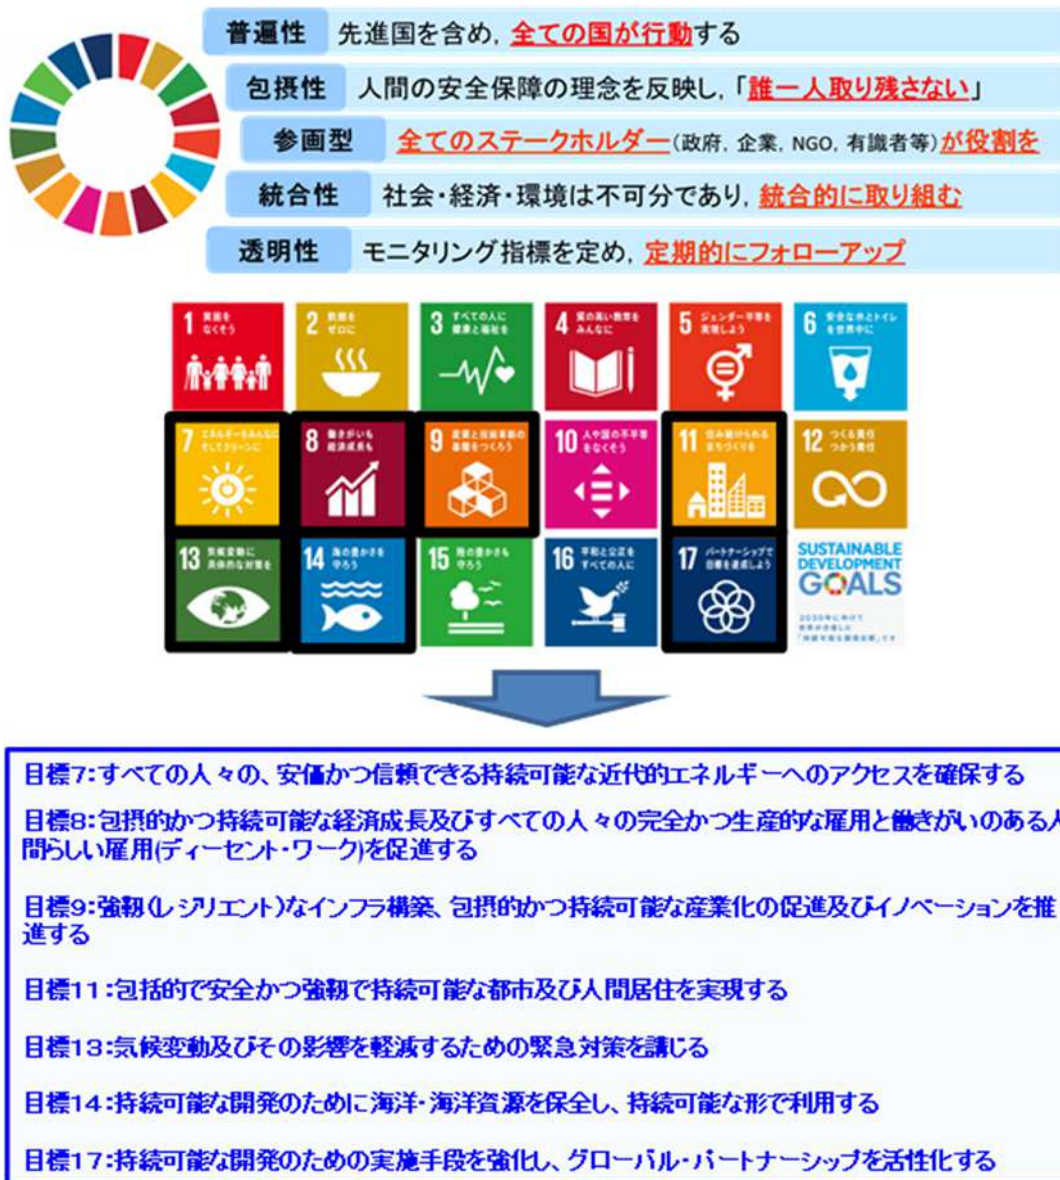 普遍性 先進国を含め，全ての国が行動する
包摂性 人間の安全保障の理念を反映し，「誰一人取り残さない」
参画型 全てのステークホルダー(政府，企業，NGO，有識者等)が役割を
統合性 社会・経済・環境は不可分であり，統合的に取り組む
透明性 モニタリング指標を定め，定期的にフォローアップ
1 貧困を
なくそう
2 飢餓を
ゼロに
3 すべての人に
健康と福祉を
4 質の高い教育を
みんなに
5 ジェンダー平等を
実現しよう
6 安全な水とトイレ
を世界中に
7 エネルギーをみんなに
そしてクリーンに
8 働きがいも
経済成長も
9 産業と技術革新の
基盤をつくろう
10 人や国の不平等
をなくそう
11 住み続けられる
まちづくりを
12 つくる責任
つかう責任
13 気候変動に
具体的な対策を
14 海の豊かさを
守ろう
15 陸の豊かさも
守ろう
16 平和と公正を
すべての人に
17 パートナーシップで
目標を達成しよう
SUSTAINABLE
DEVELOPMENT
GOALS
2030年に向けて
世界が合意した
「持続可能な開発目標」です
目標7:すべての人々の、安価かつ信頼できる持続可能な近代的エネルギーへのアクセスを確保する
目標8:包摂的かつ持続可能な経済成長及びすべての人々の完全かつ生産的な雇用と働きがいのある人
間らしい雇用(ディーセント・ワーク)を促進する
目標9:強靱(レジリエント)なインフラ構築、包摂的かつ持続可能な産業化の促進及びイノベーションを推
進する
目標11:包括的で安全かつ強靱で持続可能な都市及び人間居住を実現する
目標13:気候変動及びその影響を軽減するための緊急対策を講じる
目標14:持続可能な開発のために海洋・海洋資源を保全し、持続可能な形で利用する
目標17:持続可能な開発のための実施手段を強化し、グローバル・パートナーシップを活性化する